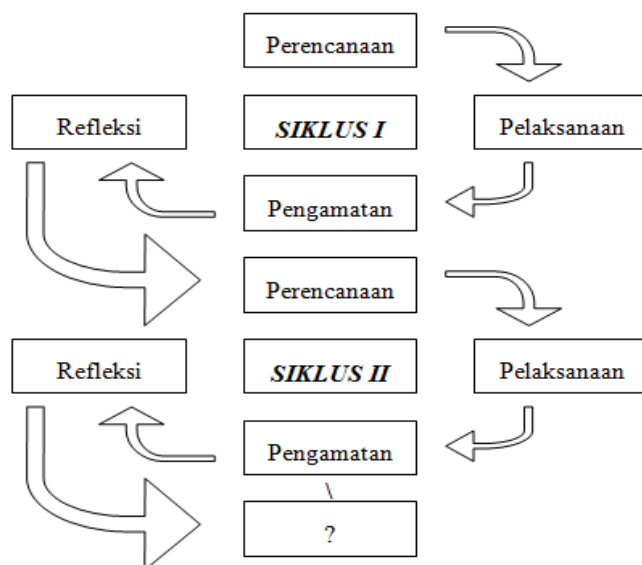 Perencanaan
Refleksi
SIKLUS I
Pelaksanaan
Pengamatan
Perencanaan
Refleksi
SIKLUS II
Pelaksanaan
Pengamatan
\
?